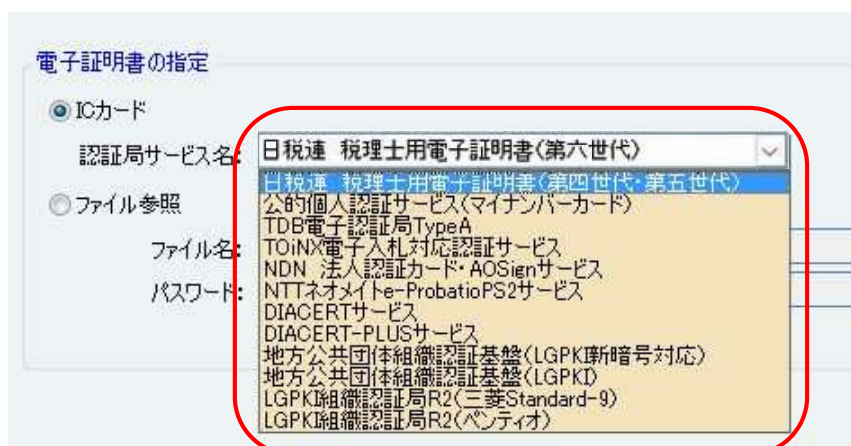 電子証明書の指定
ICカード
認証局サービス名: 日税連 税理士用電子証明書(第六世代)
日税連 税理士用電子証明書(第四世代・第五世代)
ファイル参照
公的個人認証サービス(マイナンバーカード)
TDB電子認証局TypeA
ファイル名: TOiNX電子入札対応認証サービス
NDN 法人認証カード・AOSignサービス
パスワード: NTTネオメイトe-ProbatioPS2サービス
DIACERTサービス
DIACERT-PLUSサービス
地方公共団体組織認証基盤(LGPKI新暗号対応)
地方公共団体組織認証基盤(LGPKI)
LGPKI組織認証局R2(三菱Standard-9)
LGPKI組織認証局R2(ペンティオ)